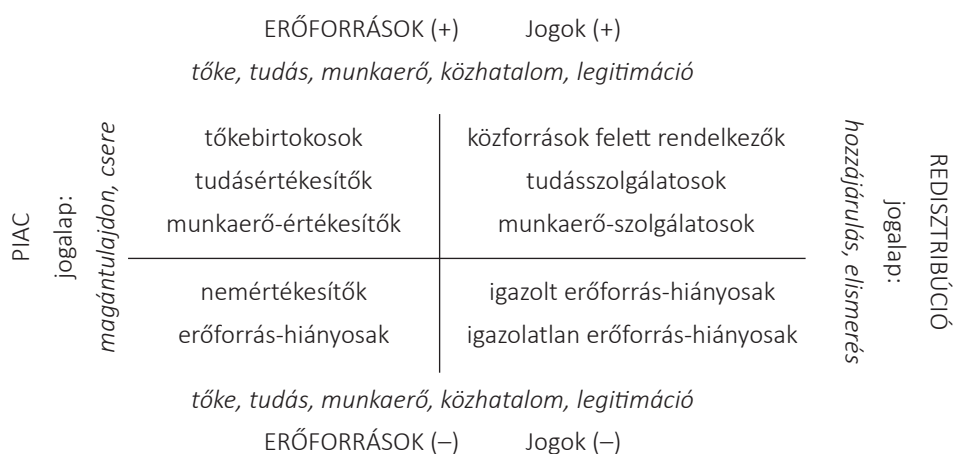 ERŐFORRÁSOK (+) Jogok (+)
tőke, tudás, munkaerő, közhatalom, legitimáció
PIAC
jogalap:
magántulajdon, csere
tőkebirtokosok
tudásértékesítők
munkaerő-értékesítők
közforrások felett rendelkezők
tudásszolgálatosok
munkaerő-szolgálatosok
nemértékesítők
erőforrás-hiányosak
igazolt erőforrás-hiányosak
igazolatlan erőforrás-hiányosak
hozzájárulás, elismerés
jogalap:
REDISZTRIBÚCIÓ
tőke, tudás, munkaerő, közhatalom, legitimáció
ERŐFORRÁSOK (–) Jogok (–)